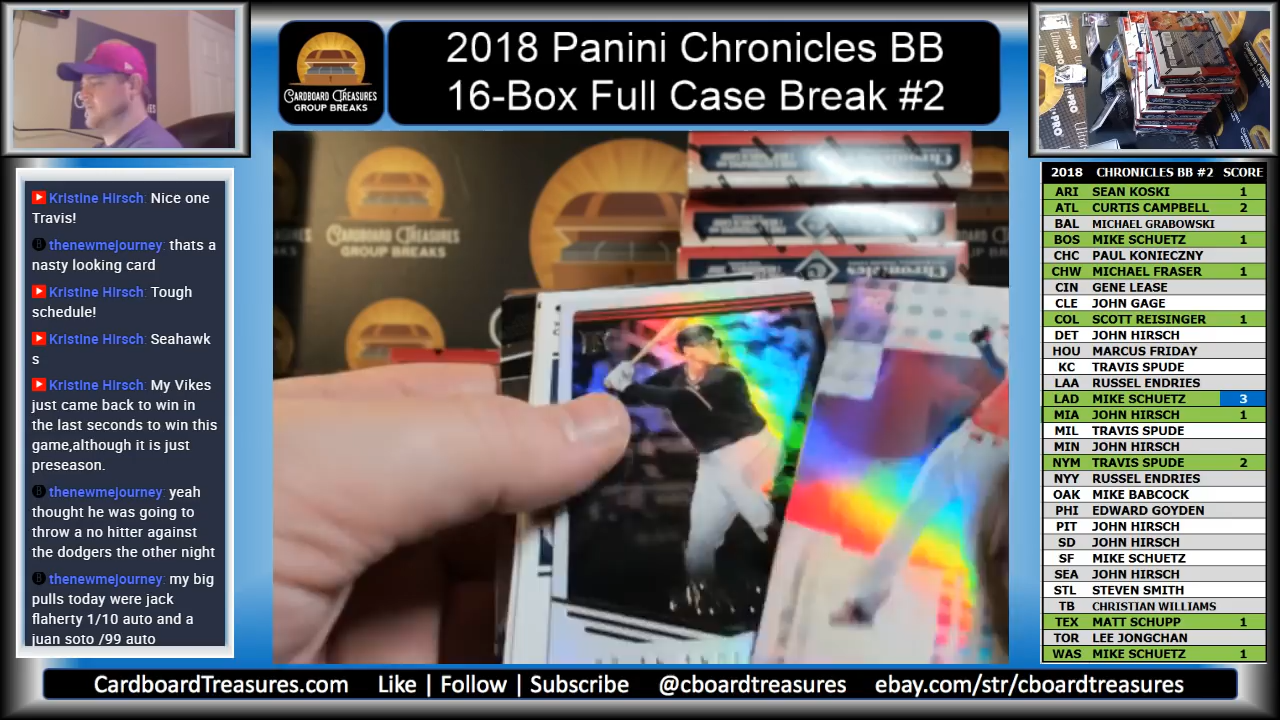 2018 Panini Chronicles BB
16-Box Full Case Break #2
CARDBOARD TREASURES
GROUP BREAKS
Kristine Hirsch: Nice one
Travis!
thenewmejourney: thats a
nasty looking card
Kristine Hirsch: Tough
schedule!
Kristine Hirsch: Seahawk
s
Kristine Hirsch: My Vikes
just came back to win in
the last seconds to win this
game,although it is just
preseason.
thenewmejourney: yeah
thought he was going to
throw a no hitter against
the dodgers the other night
thenewmejourney: my big
pulls today were jack
flaherty 1/10 auto and a
juan soto /99 auto
CARDBOARD TREASURES
GROUP BREAKS
Chronicles
Chronicles
Chronicles
2018 CHRONICLES BB #2 SCORE
ARI SEAN KOSKI 1
ATL CURTIS CAMPBELL 2
BAL MICHAEL GRABOWSKI
BOS MIKE SCHUETZ 1
CHC PAUL KONIECZNY
CHW MICHAEL FRASER 1
CIN GENE LEASE
CLE JOHN GAGE
COL SCOTT REISINGER 1
DET JOHN HIRSCH
HOU MARCUS FRIDAY
KC TRAVIS SPUDE
LAA RUSSEL ENDRIES
LAD MIKE SCHUETZ 3
MIA JOHN HIRSCH 1
MIL TRAVIS SPUDE
MIN JOHN HIRSCH
NYM TRAVIS SPUDE 2
NYY RUSSEL ENDRIES
OAK MIKE BABCOCK
PHI EDWARD GOYDEN
PIT JOHN HIRSCH
SD JOHN HIRSCH
SF MIKE SCHUETZ
SEA JOHN HIRSCH
STL STEVEN SMITH
TB CHRISTIAN WILLIAMS
TEX MATT SCHUPP 1
TOR LEE JONGCHAN
WAS MIKE SCHUETZ 1
CardboardTreasures.com Like | Follow | Subscribe @cboardtreasures ebay.com/str/cboardtreasures